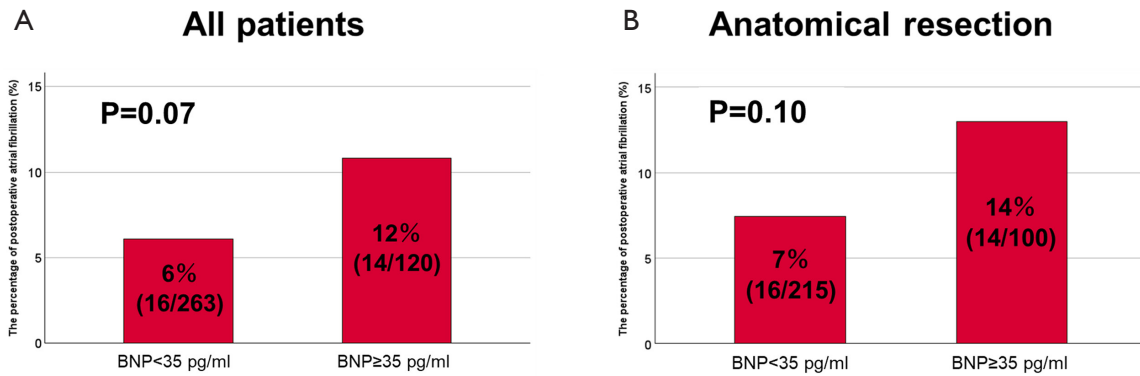 A
All patients
The percentage of postoperative atrial fibrillation (%)
15
10
5
0
P=0.07
6%
(16/263)
12%
(14/120)
BNP<35 pg/ml
BNP≥35 pg/ml
B
Anatomical resection
The percentage of postoperative atrial fibrillation (%)
15
10
5
0
P=0.10
7%
(16/215)
14%
(14/100)
BNP<35 pg/ml
BNP≥35 pg/ml